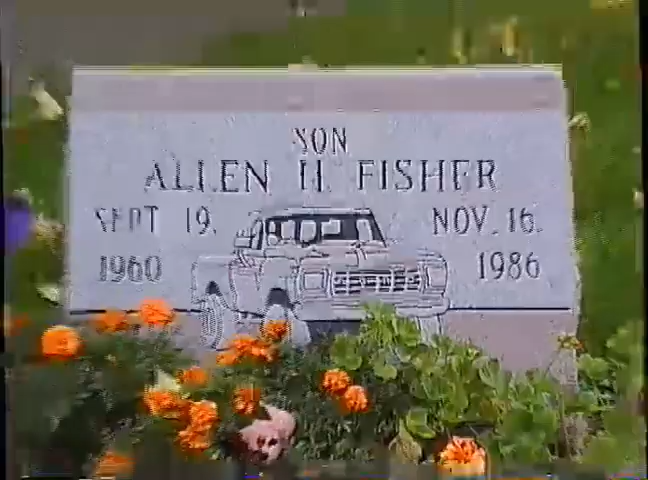 SON
ALLEN H. FISHER
SEPT 19. NOV. 16.
1960 1986